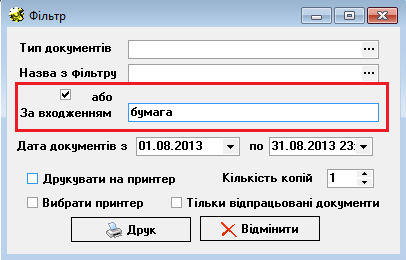 Фільтр
Тип документів ...
Назва з фільтру ...
або
За входженням бумага
Дата документів з 01.08.2013 по 31.08.2013 23:
Друкувати на принтер Кількість копій 1
Вибрати принтер Тільки відпрацьовані документи
Друк Відмінити